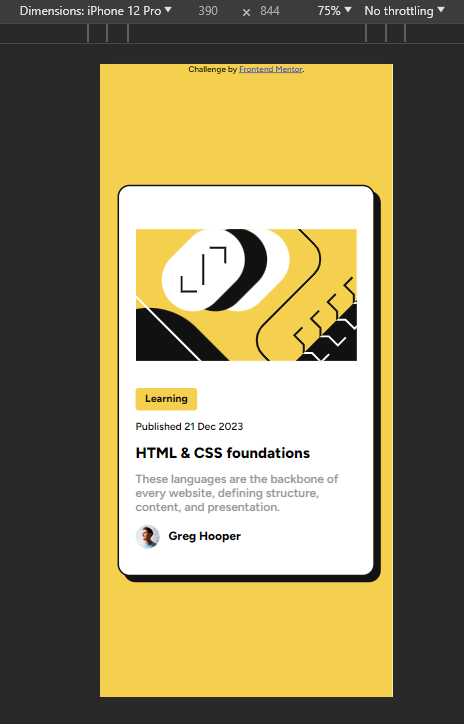 Dimensions: iPhone 12 Pro 390 × 844 75% No throttling
Challenge by Frontend Mentor.
Learning
Published 21 Dec 2023
HTML & CSS foundations
These languages are the backbone of
every website, defining structure,
content, and presentation.
Greg Hooper